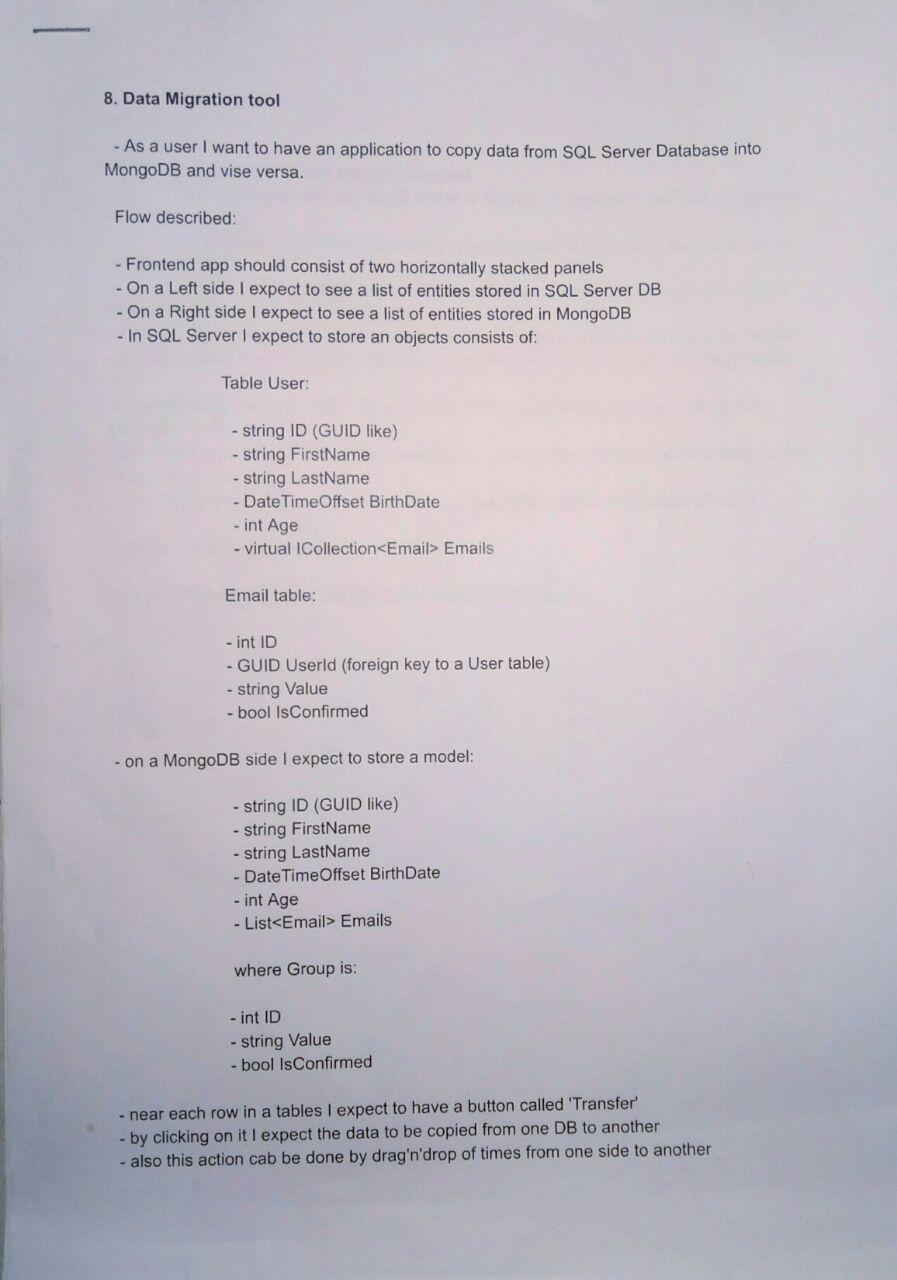 8. Data Migration tool
- As a user I want to have an application to copy data from SQL Server Database into
MongoDB and vise versa.
Flow described:
- Frontend app should consist of two horizontally stacked panels
- On a Left side I expect to see a list of entities stored in SQL Server DB
- On a Right side I expect to see a list of entities stored in MongoDB
- In SQL Server I expect to store an objects consists of:
Table User:
- string ID (GUID like)
- string FirstName
- string LastName
- DateTimeOffset BirthDate
- int Age
- virtual ICollection<Email> Emails
Email table:
- int ID
- GUID UserId (foreign key to a User table)
- string Value
- bool IsConfirmed
- on a MongoDB side I expect to store a model:
- string ID (GUID like)
- string FirstName
- string LastName
- DateTimeOffset BirthDate
- int Age
- List<Email> Emails
where Group is:
- int ID
- string Value
- bool IsConfirmed
- near each row in a tables I expect to have a button called 'Transfer'
- by clicking on it I expect the data to be copied from one DB to another
- also this action cab be done by drag'n'drop of times from one side to another